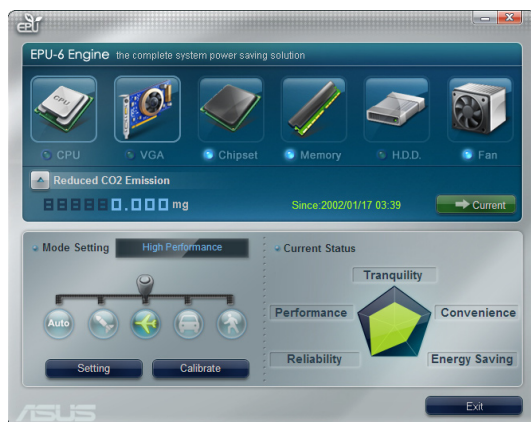 EPU
EPU-6 Engine the complete system power saving solution
CPU
CPU VGA Chipset Memory H.D.D. Fan
Reduced CO2 Emission
0.000 mg Since:2002/01/17 03:39 Current
Mode Setting High Performance Current Status
Tranquility
Performance Convenience
Auto
Reliability Energy Saving
Setting Calibrate
Exit
ASUS